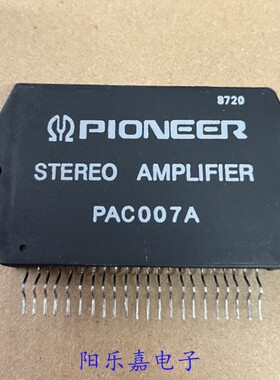 8720
PIONEER
STEREO AMPLIFIER
PAC007A
阳乐嘉电子